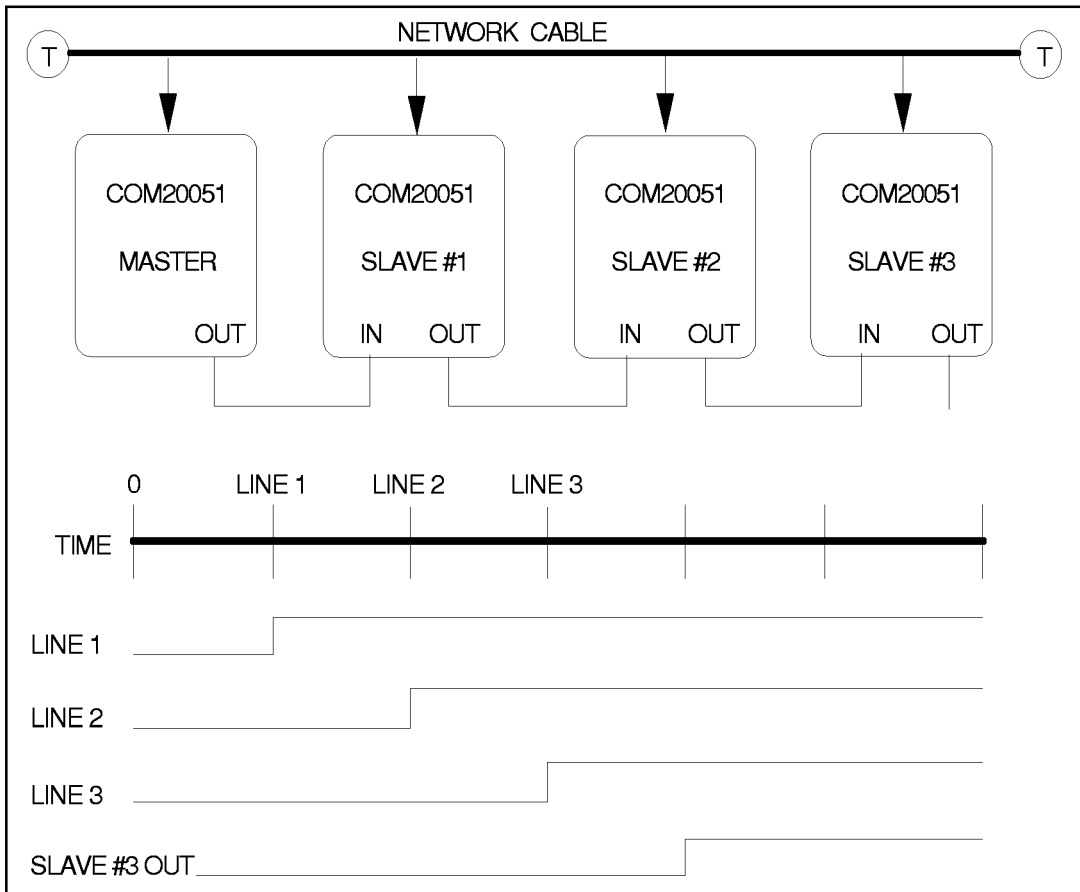 NETWORK CABLE
T
T
COM20051
MASTER
OUT
COM20051
SLAVE #1
IN OUT
COM20051
SLAVE #2
IN OUT
COM20051
SLAVE #3
IN OUT
0 LINE 1 LINE 2 LINE 3
TIME
LINE 1
LINE 2
LINE 3
SLAVE #3 OUT